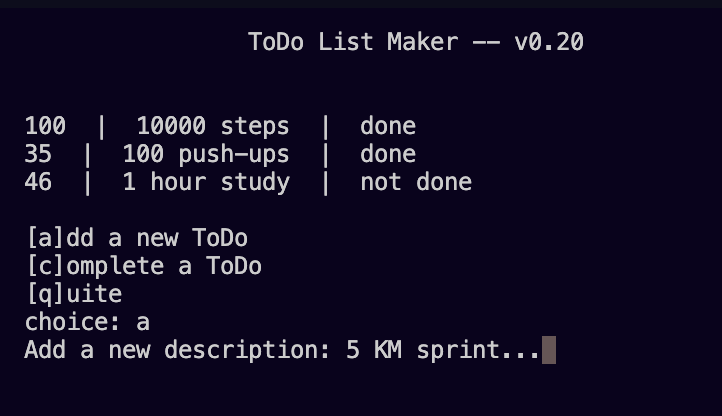 ToDo List Maker -- v0.20
100  |  10000 steps  |  done
35  |  100 push-ups  |  done
46  |  1 hour study  |  not done
[a]dd a new ToDo
[c]omplete a ToDo
[q]uite
choice: a
Add a new description: 5 KM sprint...